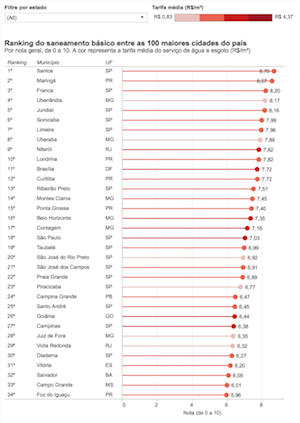 Filtre por estado
Tarifa média (R$/m³)
(All)
R$ 0,83
R$ 4,37
Ranking do saneamento básico entre as 100 maiores cidades do país
Por nota geral, de 0 a 10. A cor representa a tarifa média do serviço de água e esgoto (R$/m³)
Ranking Município UF
1º Santos SP
2º Maringá PR 8,57
3º Franca SP 8,20
4º Uberlândia MG 8,17
5º Jundiaí SP 8,16
6º Sorocaba SP 7,99
7º Limeira SP 7,96
8º Uberaba MG 7,89
9º Niterói RJ 7,82
10º Londrina PR 7,82
11º Brasília DF 7,72
12º Curitiba PR 7,72
13º Ribeirão Preto SP 7,51
14º Montes Claros MG 7,45
15º Ponta Grossa PR 7,40
16º Belo Horizonte MG 7,35
17º Contagem MG 7,16
18º São Paulo SP 7,03
19º Taubaté SP 6,99
20º São José do Rio Preto SP 6,92
21º São José dos Campos SP 6,91
22º Praia Grande SP 6,89
23º Piracicaba SP 6,77
24º Campina Grande PB 6,47
25º Santo André SP 6,45
26º Goiânia GO 6,44
27º Campinas SP 6,38
28º Juiz de Fora MG 6,35
29º Volta Redonda RJ 6,32
30º Diadema SP 6,27
31º Vitória ES 6,20
32º Salvador BA 6,09
33º Campo Grande MS 6,01
34º Foz do Iguaçu PR 5,96
0 2 4 6 8 10
Nota (de 0 a 10)